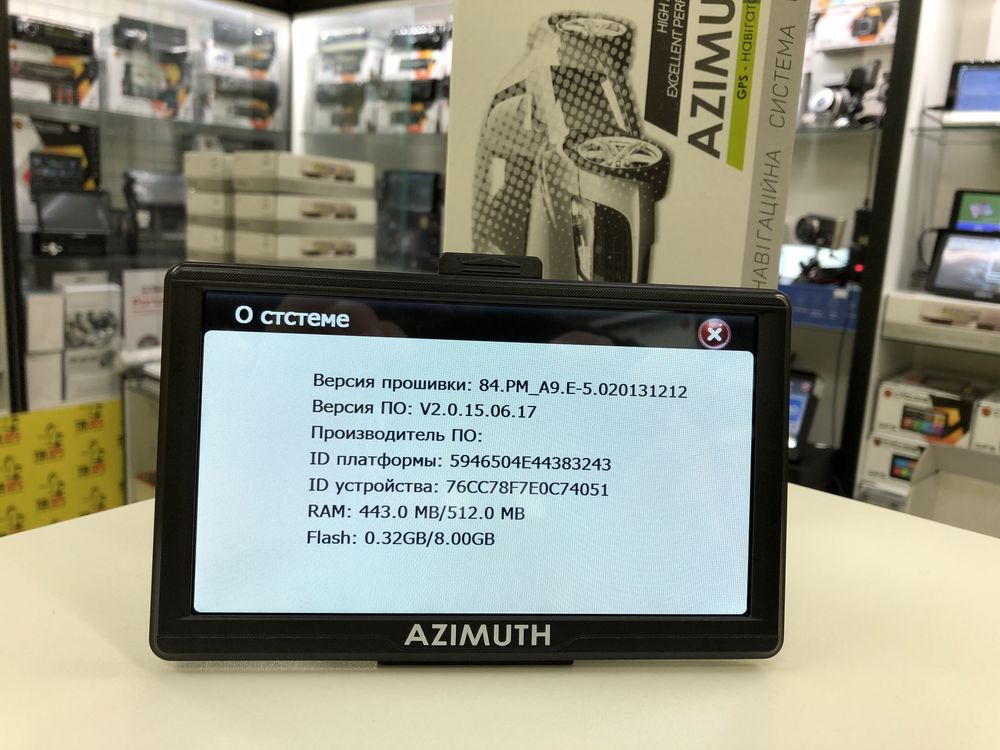 HIGH
EXCELLENT PERF
AZIMU
GPS - навігато
НАВІГАЦІЙНА СИСТЕМА
О стстеме
Версия прошивки: 84.PM_A9.E-5.020131212
Версия ПО: V2.0.15.06.17
Производитель ПО:
ID платформы: 5946504E44383243
ID устройства: 76CC78F7E0C74051
RAM: 443.0 MB/512.0 MB
Flash: 0.32GB/8.00GB
AZIMUTH